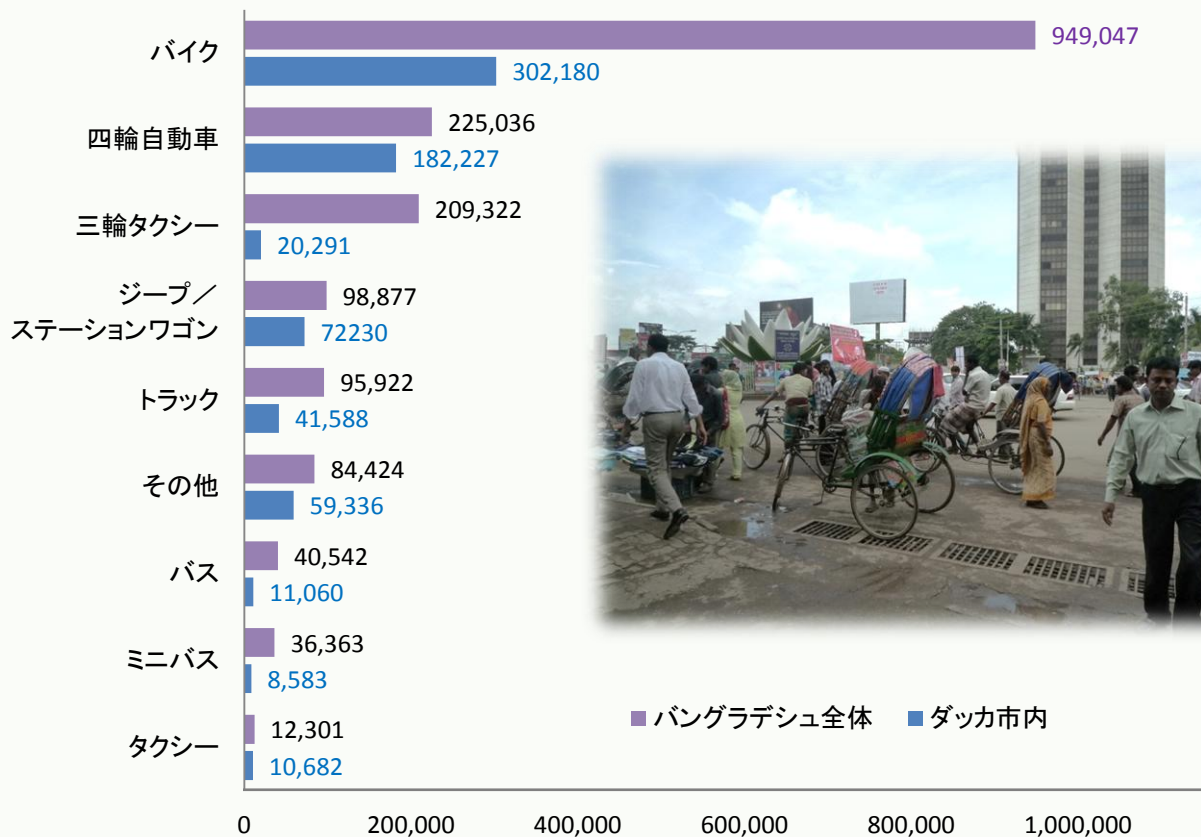 バイク
949,047
302,180
四輪自動車
225,036
182,227
三輪タクシー
209,322
20,291
ジープ／
ステーションワゴン
98,877
72230
トラック
95,922
41,588
その他
84,424
59,336
バス
40,542
11,060
ミニバス
36,363
8,583
タクシー
12,301
10,682
バングラデシュ全体 ダッカ市内
0 200,000 400,000 600,000 800,000 1,000,000